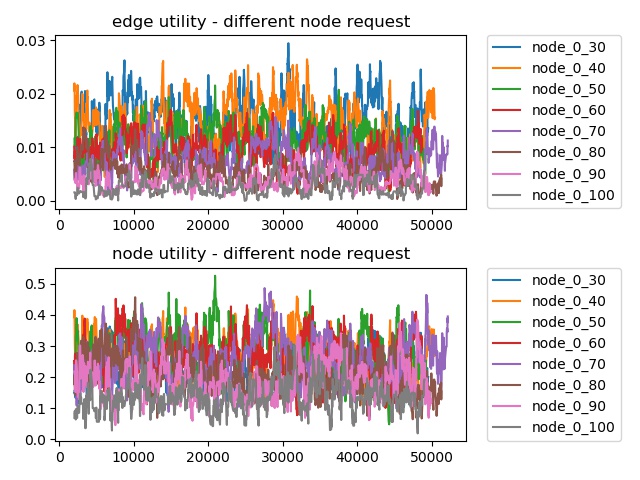 edge utility - different node request
0.03
0.02
0.01
0.00
0 10000 20000 30000 40000 50000
node_0_30
node_0_40
node_0_50
node_0_60
node_0_70
node_0_80
node_0_90
node_0_100
node utility - different node request
0.5
0.4
0.3
0.2
0.1
0.0
0 10000 20000 30000 40000 50000
node_0_30
node_0_40
node_0_50
node_0_60
node_0_70
node_0_80
node_0_90
node_0_100